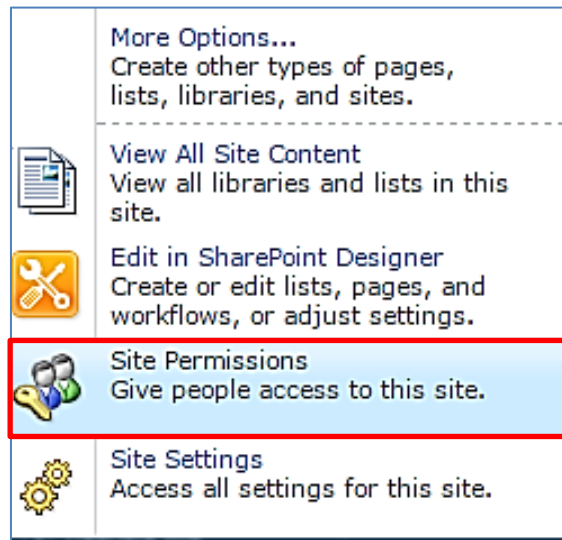 More Options...
Create other types of pages,
lists, libraries, and sites.
View All Site Content
View all libraries and lists in this
site.
Edit in SharePoint Designer
Create or edit lists, pages, and
workflows, or adjust settings.
Site Permissions
Give people access to this site.
Site Settings
Access all settings for this site.